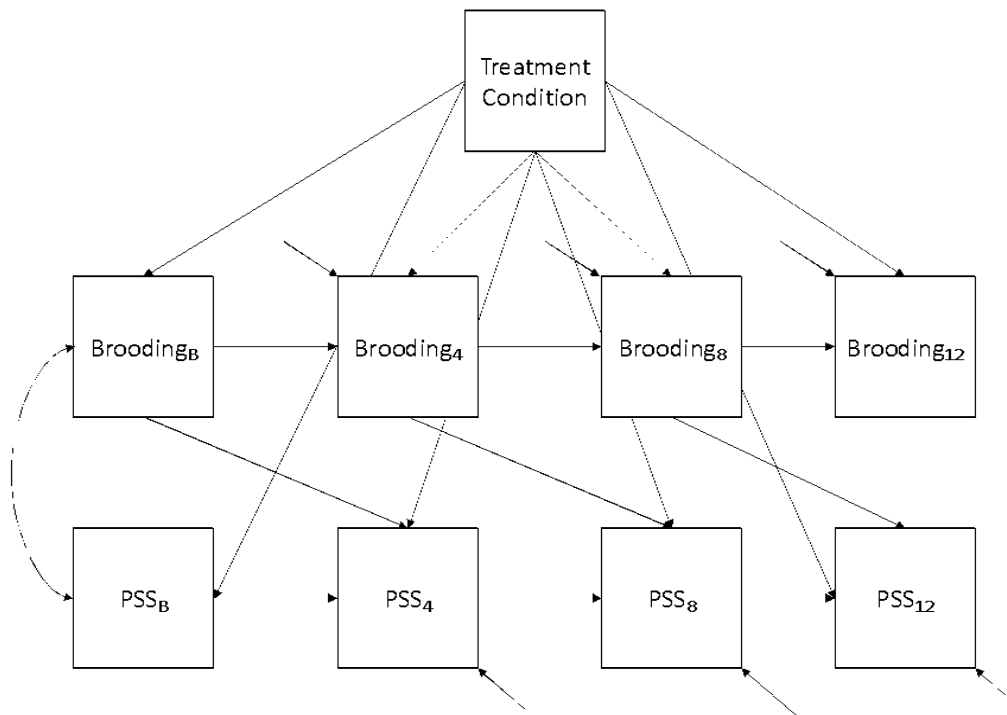 Treatment
Condition
Brooding_B
Brooding_4
Brooding_8
Brooding_12
PSS_B
PSS_4
PSS_8
PSS_12